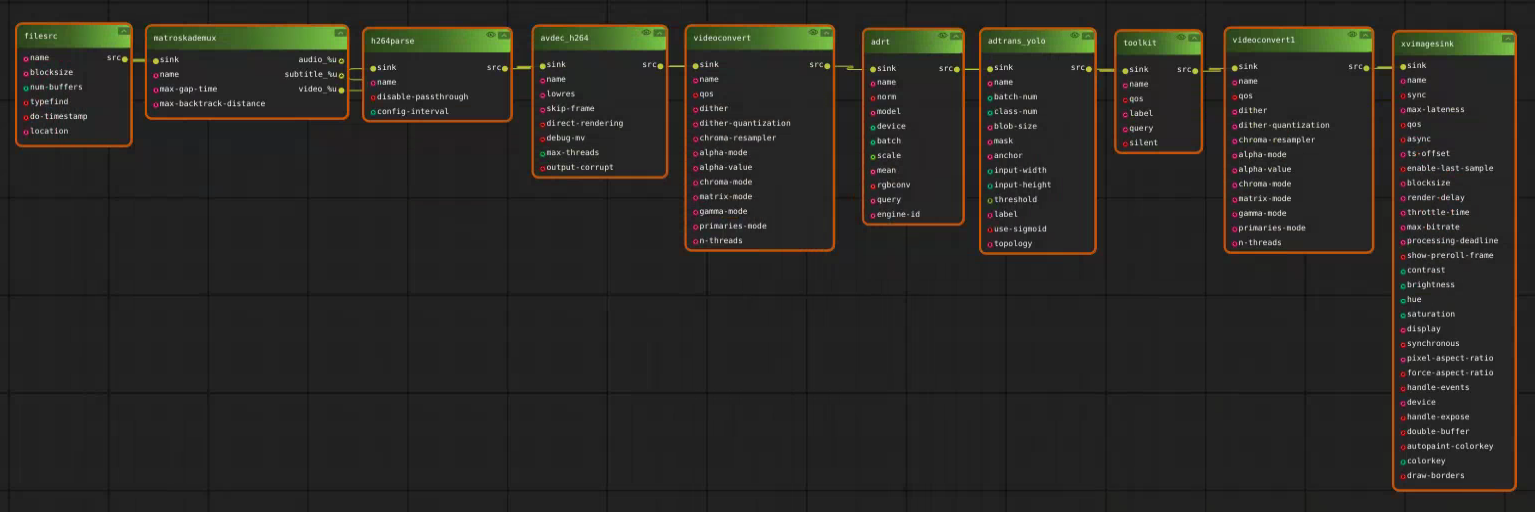 filesrc
name src
blocksize
num-buffers
typefind
do-timestamp
location
matroskademux
sink audio_%u
name subtitle_%u
max-gap-time video_%u
max-backtrack-distance
h264parse
sink src
name
disable-passthrough
config-interval
avdec_h264
sink src
name
lowres
skip-frame
direct-rendering
debug-mv
max-threads
output-corrupt
videoconvert
sink src
name
qos
dither
dither-quantization
chroma-resampler
alpha-mode
alpha-value
chroma-mode
matrix-mode
gamma-mode
primaries-mode
n-threads
adrt
sink src
name
norm
model
device
batch
scale
mean
rgbconv
query
engine-id
adtrans_yolo
sink src
name
batch-num
class-num
blob-size
mask
anchor
input-width
input-height
threshold
label
use-sigmoid
topology
toolkit
sink src
name
qos
label
query
silent
videoconvert1
sink src
name
qos
dither
dither-quantization
chroma-resampler
alpha-mode
alpha-value
chroma-mode
matrix-mode
gamma-mode
primaries-mode
n-threads
xvimagesink
sink
name
sync
max-lateness
qos
async
ts-offset
enable-last-sample
blocksize
render-delay
throttle-time
max-bitrate
processing-deadline
show-preroll-frame
contrast
brightness
hue
saturation
display
synchronous
pixel-aspect-ratio
force-aspect-ratio
handle-events
device
handle-expose
double-buffer
autopaint-colorkey
colorkey
draw-borders